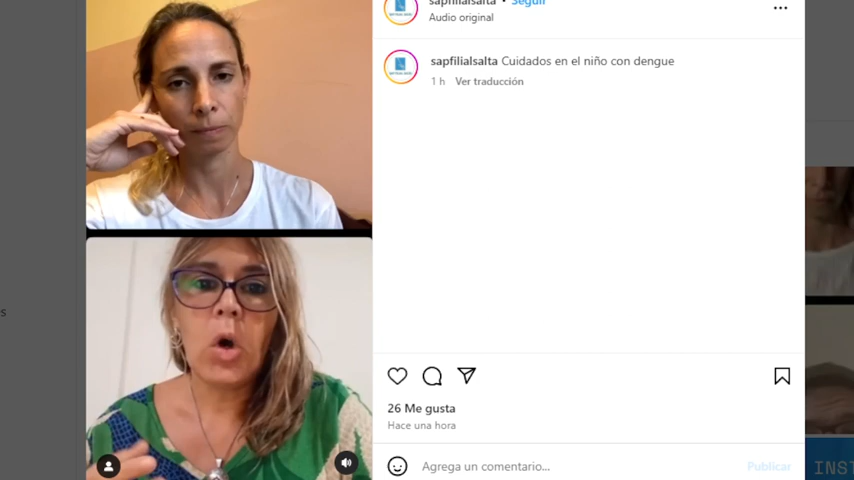 sapfilialsalta • Seguir
Audio original
sapfilialsalta Cuidados en el niño con dengue
1 h Ver traducción
26 Me gusta
Hace una hora
Agrega un comentario...
Publicar
INST
s